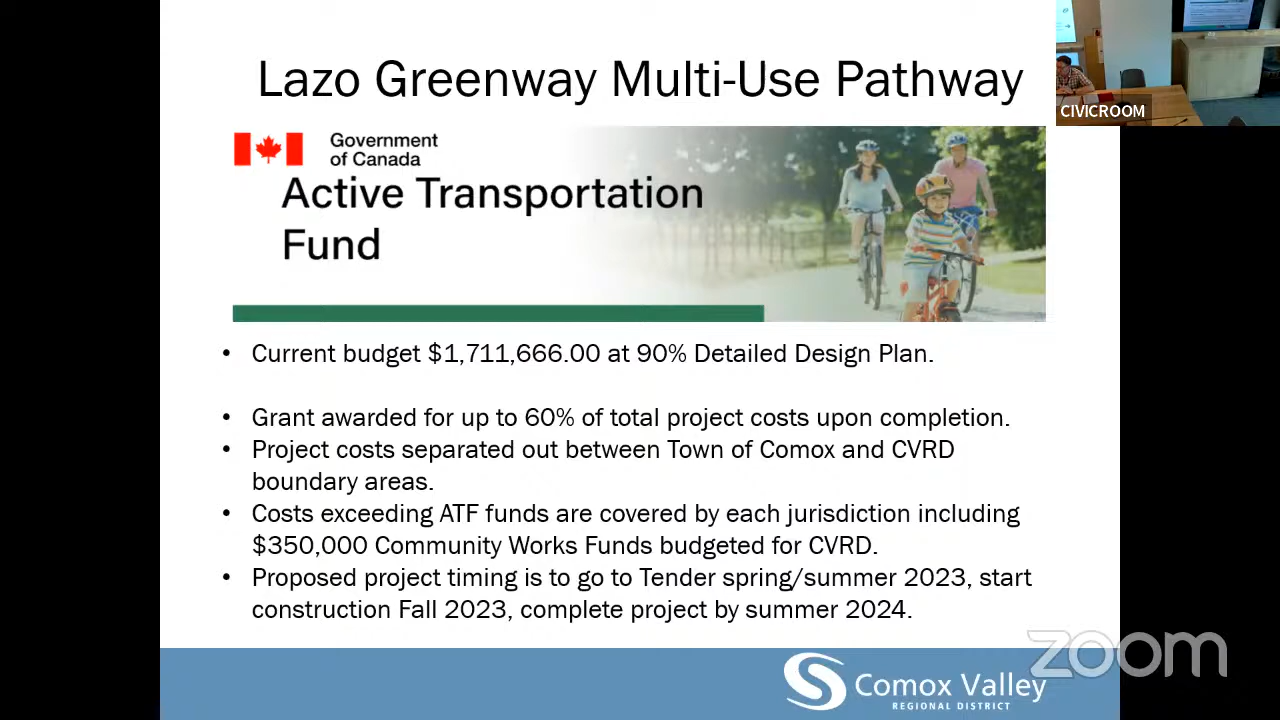 Lazo Greenway Multi-Use Pathway
CIVICROOM
Government
of Canada
Active Transportation
Fund
• Current budget $1,711,666.00 at 90% Detailed Design Plan.
• Grant awarded for up to 60% of total project costs upon completion.
• Project costs separated out between Town of Comox and CVRD
boundary areas.
• Costs exceeding ATF funds are covered by each jurisdiction including
$350,000 Community Works Funds budgeted for CVRD.
• Proposed project timing is to go to Tender spring/summer 2023, start
construction Fall 2023, complete project by summer 2024.
zoom
Comox Valley
REGIONAL DISTRICT